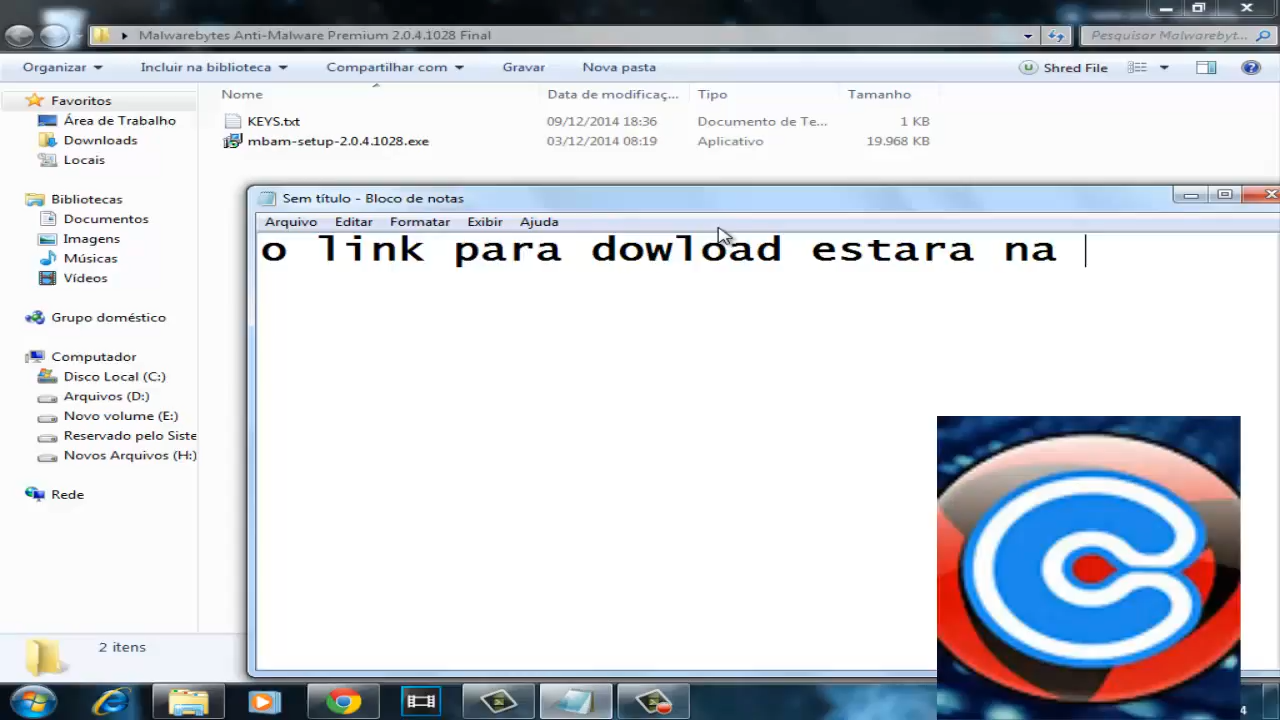 Malwarebytes Anti-Malware Premium 2.0.4.1028 Final
Pesquisar Malwarebyt...
Organizar
Incluir na biblioteca
Compartilhar com
Gravar
Nova pasta
Shred File
Favoritos
Área de Trabalho
Downloads
Locais
Bibliotecas
Documentos
Imagens
Músicas
Vídeos
Grupo doméstico
Computador
Disco Local (C:)
Arquivos (D:)
Novo volume (E:)
Reservado pelo Siste
Novos Arquivos (H:)
Rede
Nome
Data de modificaç...
Tipo
Tamanho
KEYS.txt
09/12/2014 18:36
Documento de Te...
1 KB
mbam-setup-2.0.4.1028.exe
03/12/2014 08:19
Aplicativo
19.968 KB
Sem título - Bloco de notas
Arquivo Editar Formatar Exibir Ajuda
o link para dowload estara na
2 itens
4